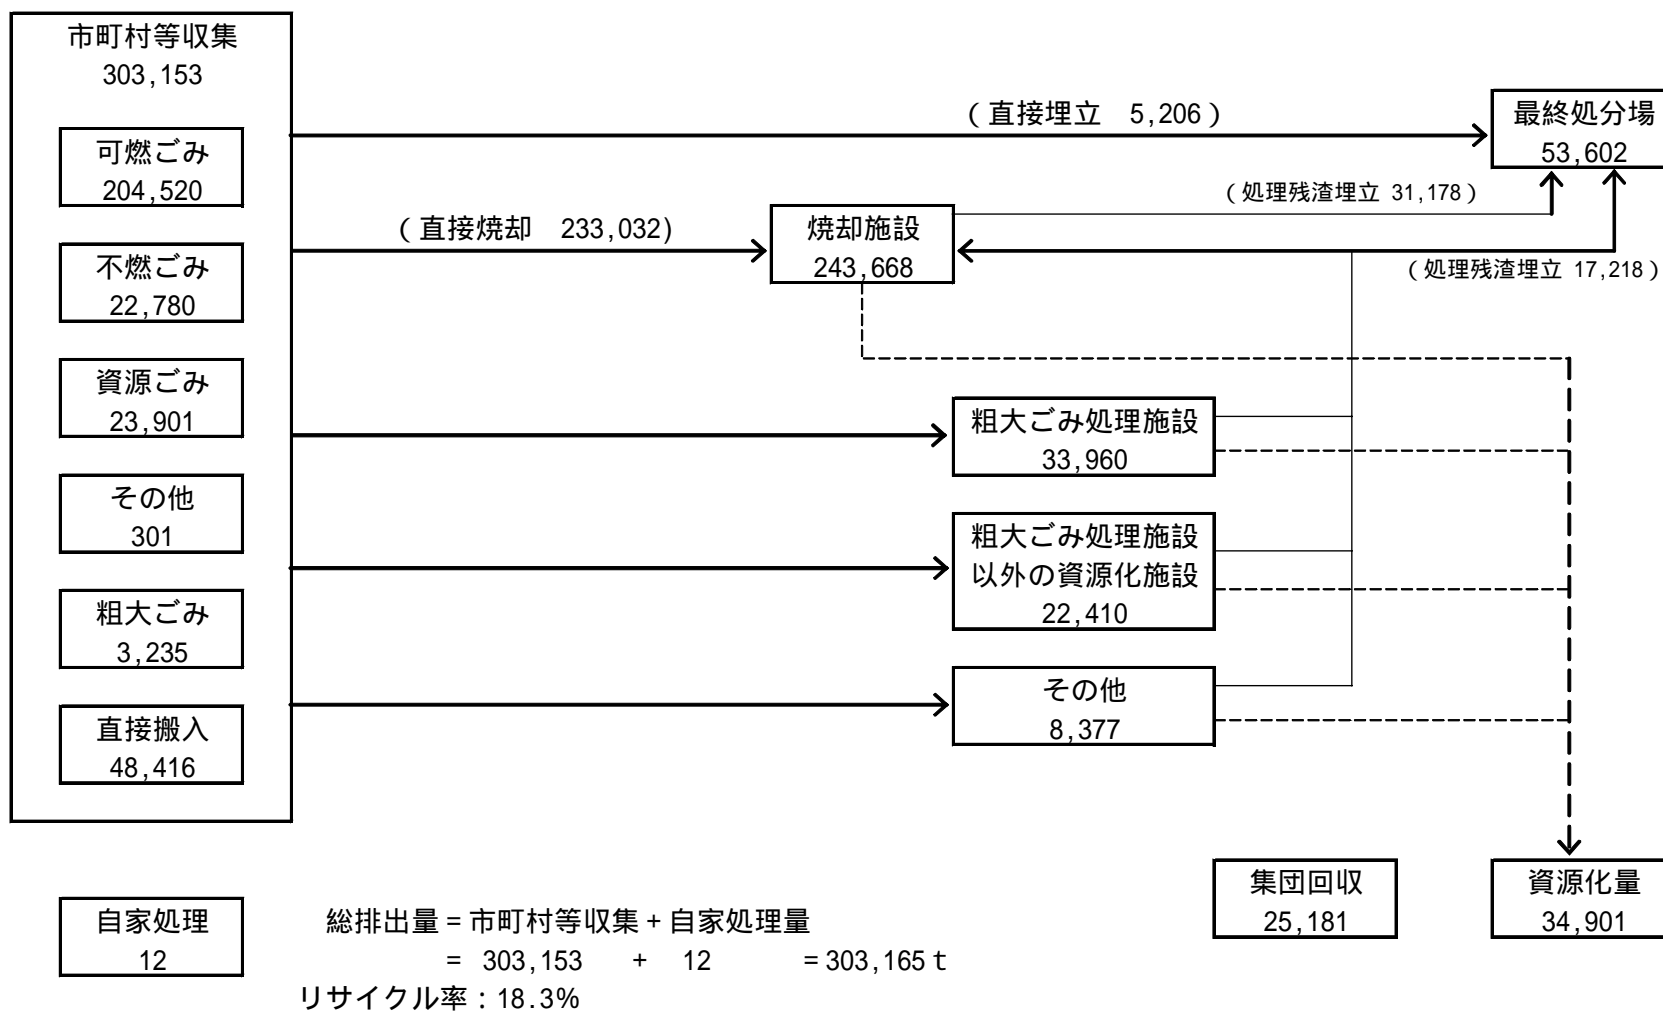 市町村等収集
303,153
可燃ごみ
204,520
不燃ごみ
22,780
資源ごみ
23,901
その他
301
粗大ごみ
3,235
直接搬入
48,416
(直接埋立 5,206)
最終処分場
53,602
(処理残渣埋立 31,178)
(直接焼却 233,032)
焼却施設
243,668
(処理残渣埋立 17,218)
粗大ごみ処理施設
33,960
粗大ごみ処理施設
以外の資源化施設
22,410
その他
8,377
集団回収
25,181
資源化量
34,901
自家処理
12
総排出量=市町村等収集+自家処理量
= 303,153 + 12 =303,165t
リサイクル率:18.3%